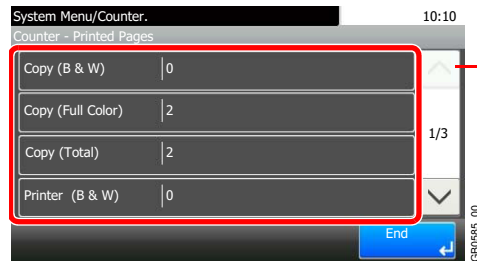 System Menu/Counter.
10:10
Counter - Printed Pages
Copy (B & W) 0
Copy (Full Color) 2
1/3
Copy (Total) 2
Printer (B & W) 0
End
GB0585_00